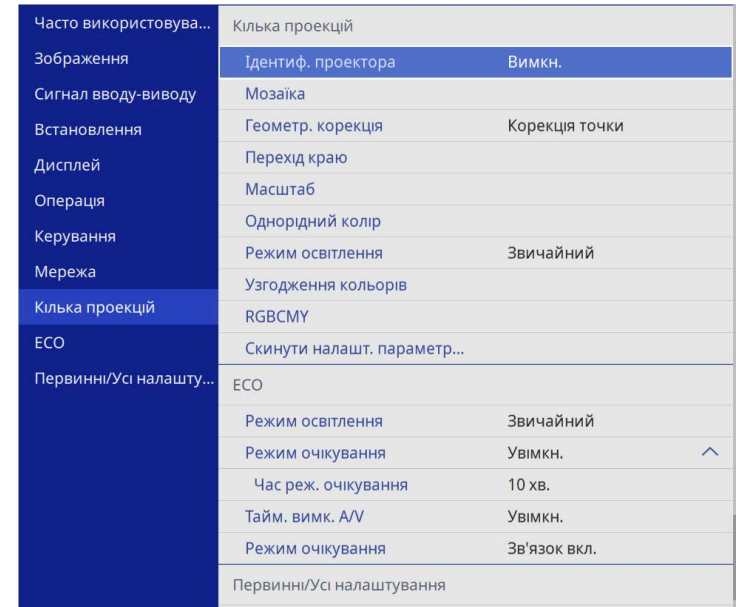 Часто використовува...
Зображення
Сигнал вводу-виводу
Встановлення
Дисплей
Операція
Керування
Мережа
Кілька проекцій
ECO
Первинні/Усі налашту...
Кілька проекцій
Ідентиф. проектора Вимкн.
Мозаїка
Геометр. корекція Корекція точки
Перехід краю
Масштаб
Однорідний колір
Режим освітлення Звичайний
Узгодження кольорів
RGBCMY
Скинути налашт. параметр...
ECO
Режим освітлення Звичайний
Режим очікування Увімкн.
Час реж. очікування 10 хв.
Тайм. вимк. A/V Увімкн.
Режим очікування Зв'язок вкл.
Первинні/Усі налаштування